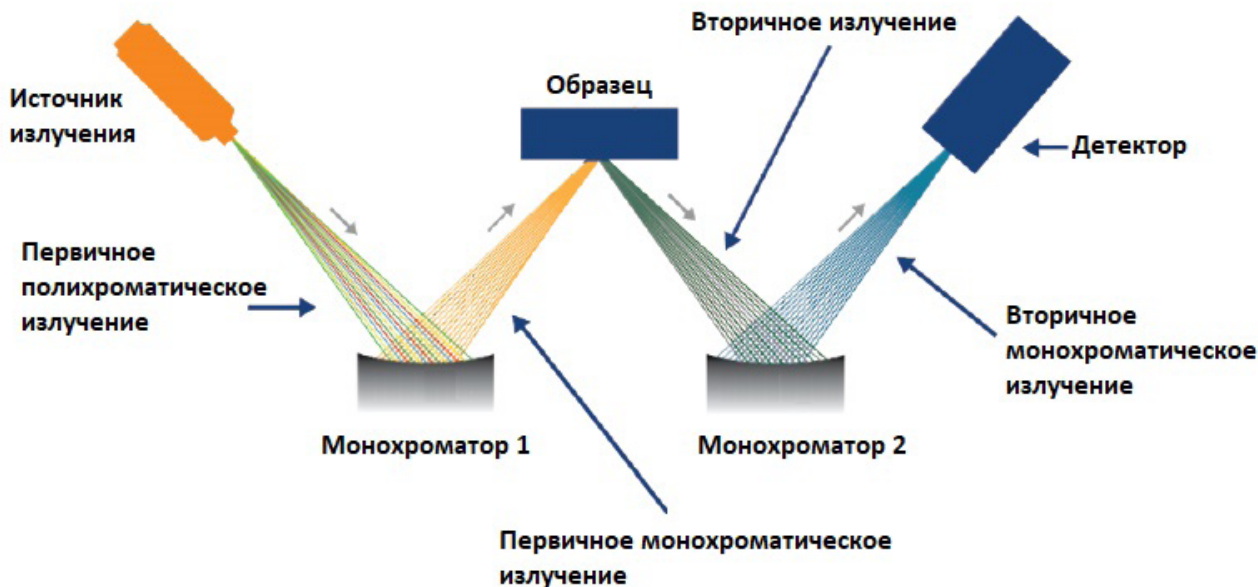 Вторичное излучение
Источник
излучения
Образец
Детектор
Первичное
полихроматическое
излучение
Вторичное
монохроматическое
излучение
Монохроматор 1
Монохроматор 2
Первичное монохроматическое
излучение